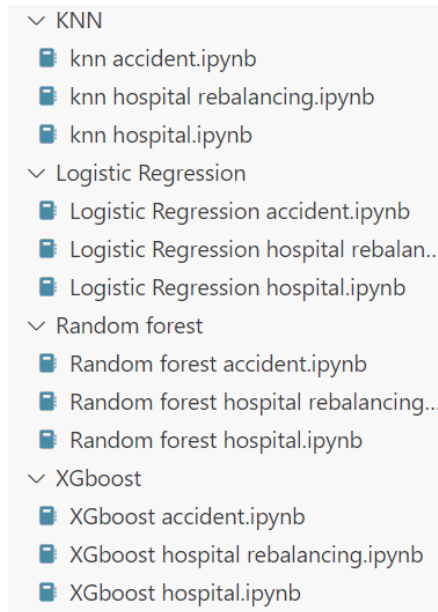 KNN
knn accident.ipynb
knn hospital rebalancing.ipynb
knn hospital.ipynb
Logistic Regression
Logistic Regression accident.ipynb
Logistic Regression hospital rebalan...
Logistic Regression hospital.ipynb
Random forest
Random forest accident.ipynb
Random forest hospital rebalancing...
Random forest hospital.ipynb
XGboost
XGboost accident.ipynb
XGboost hospital rebalancing.ipynb
XGboost hospital.ipynb